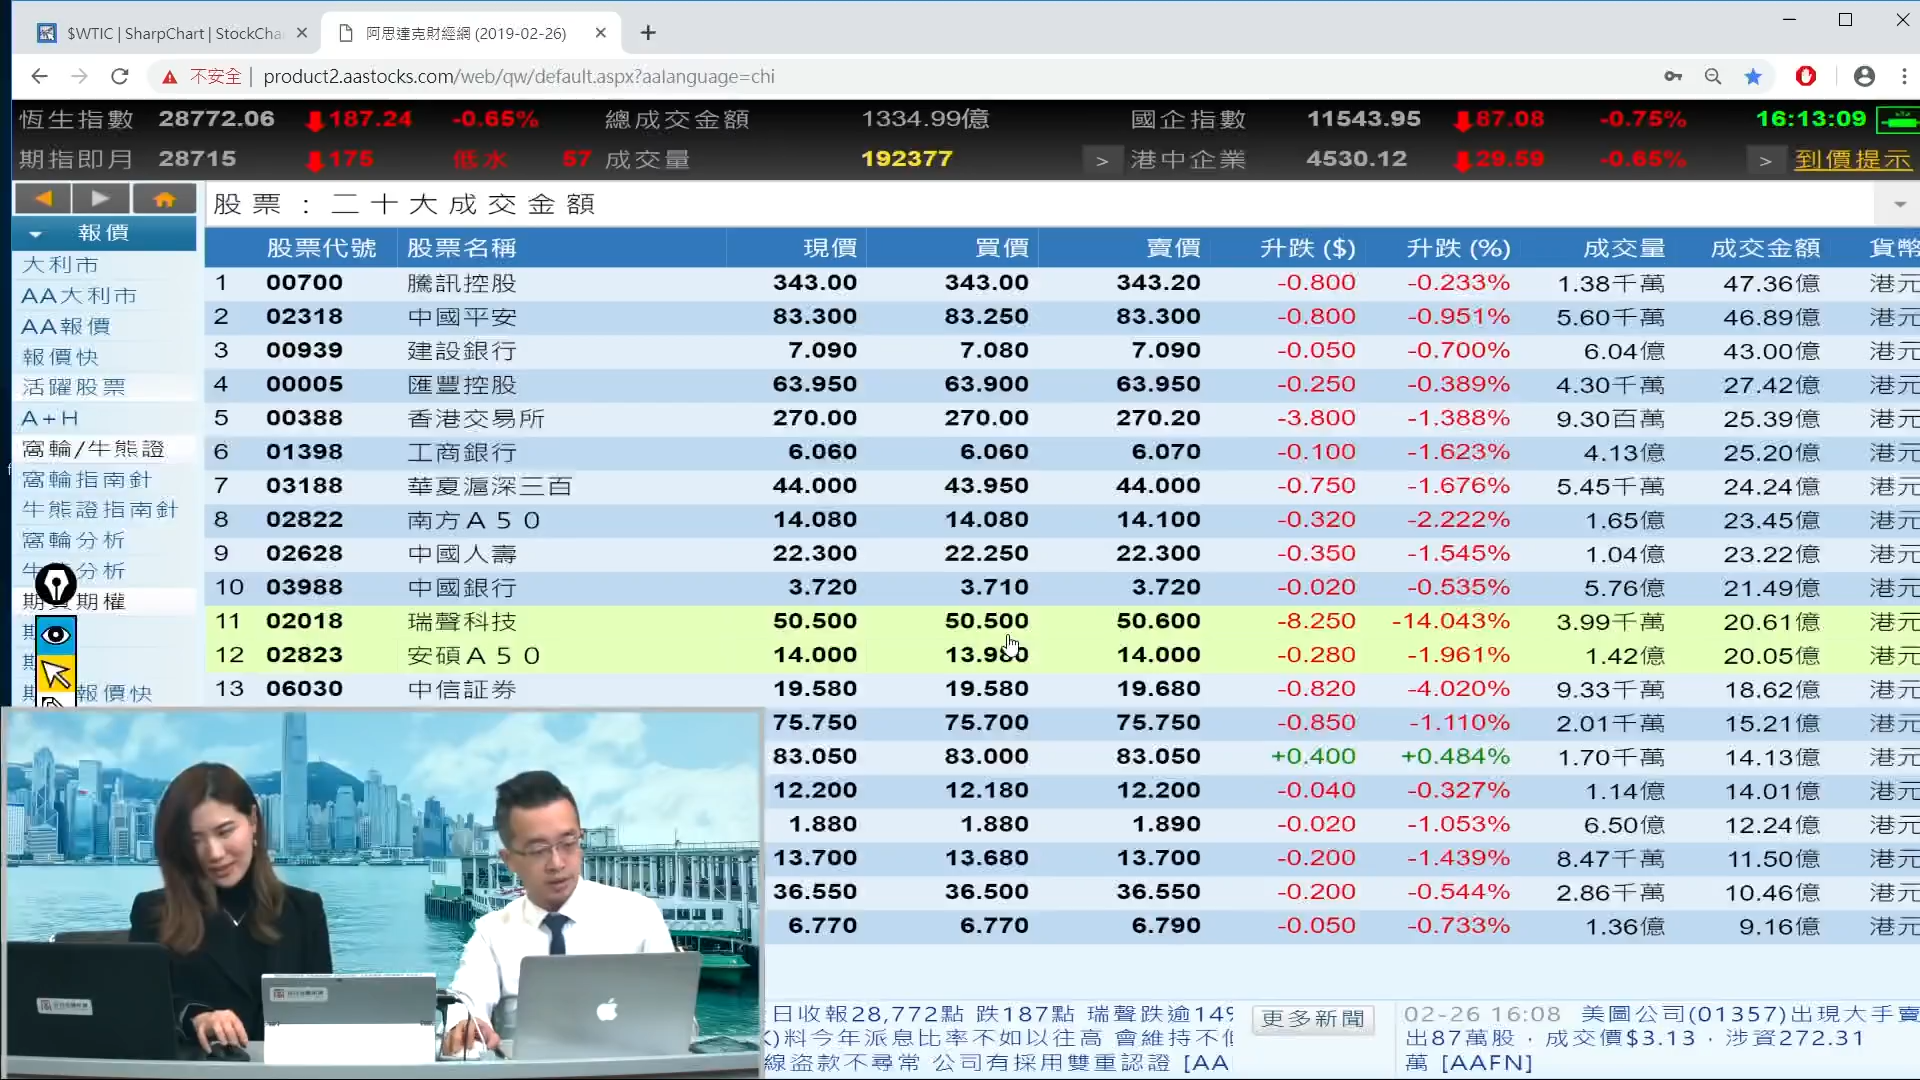 $WTIC | SharpChart | StockCha
阿思達克財經網 (2019-02-26)
不安全 | product2.aastocks.com/web/qw/default.aspx?aalanguage=chi
恆生指數 28772.06 187.24 -0.65% 總成交金額 1334.99億 國企指數 11543.95 87.08 -0.75% 16:13:09
期指即月 28715 175 低水 57 成交量 192377 > 港中企業 4530.12 29.59 -0.65% > 到價提示
股票：二十大成交金額
報價
大利市
AA大利市
AA報價
報價快
活躍股票
A+H
窩輪/牛熊證
窩輪指南針
牛熊證指南針
窩輪分析
分析
期權
報價快
股票代號 股票名稱 現價 買價 賣價 升跌 ($) 升跌 (%) 成交量 成交金額 貨幣
1 00700 騰訊控股 343.00 343.00 343.20 -0.800 -0.233% 1.38千萬 47.36億 港元
2 02318 中國平安 83.300 83.250 83.300 -0.800 -0.951% 5.60千萬 46.89億 港元
3 00939 建設銀行 7.090 7.080 7.090 -0.050 -0.700% 6.04億 43.00億 港元
4 00005 匯豐控股 63.950 63.900 63.950 -0.250 -0.389% 4.30千萬 27.42億 港元
5 00388 香港交易所 270.00 270.00 270.20 -3.800 -1.388% 9.30百萬 25.39億 港元
6 01398 工商銀行 6.060 6.060 6.070 -0.100 -1.623% 4.13億 25.20億 港元
7 03188 華夏滬深三百 44.000 43.950 44.000 -0.750 -1.676% 5.45千萬 24.24億 港元
8 02822 南方A50 14.080 14.080 14.100 -0.320 -2.222% 1.65億 23.45億 港元
9 02628 中國人壽 22.300 22.250 22.300 -0.350 -1.545% 1.04億 23.22億 港元
10 03988 中國銀行 3.720 3.710 3.720 -0.020 -0.535% 5.76億 21.49億 港元
11 02018 瑞聲科技 50.500 50.500 50.600 -8.250 -14.043% 3.99千萬 20.61億 港元
12 02823 安碩A50 14.000 13.980 14.000 -0.280 -1.961% 1.42億 20.05億 港元
13 06030 中信証券 19.580 19.580 19.680 -0.820 -4.020% 9.33千萬 18.62億 港元
75.750 75.700 75.750 -0.850 -1.110% 2.01千萬 15.21億 港元
83.050 83.000 83.050 +0.400 +0.484% 1.70千萬 14.13億 港元
12.200 12.180 12.200 -0.040 -0.327% 1.14億 14.01億 港元
1.880 1.880 1.890 -0.020 -1.053% 6.50億 12.24億 港元
13.700 13.680 13.700 -0.200 -1.439% 8.47千萬 11.50億 港元
36.550 36.500 36.550 -0.200 -0.544% 2.86千萬 10.46億 港元
6.770 6.770 6.790 -0.050 -0.733% 1.36億 9.16億 港元
日收報28,772點 跌187點 瑞聲跌逾14%
)料今年派息比率不如以往高 會維持不低
線盜款不尋常 公司有採用雙重認證 [AA
更多新聞
02-26 16:08 美圖公司(01357)出現大手賣
出87萬股，成交價$3.13，涉資272.31
萬 [AAFN]